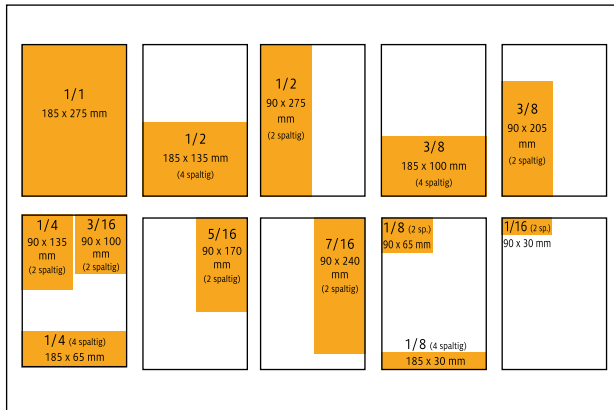 1/1
185 x 275 mm
1/2
185 x 135 mm
(4 spaltig)
1/2
90 x 275
mm
(2 spaltig)
3/8
185 x 100 mm
(4 spaltig)
3/8
90 x 205
mm
(2 spaltig)
1/4
90 x 135
mm
(2 spaltig)
3/16
90 x 100
mm
(2 spaltig)
1/4 (4 spaltig)
185 x 65 mm
5/16
90 x 170
mm
(2 spaltig)
7/16
90 x 240
mm
(2 spaltig)
1/8 (2 sp.)
90 x 65 mm
1/8 (4 spaltig)
185 x 30 mm
1/16 (2 sp.)
90 x 30 mm